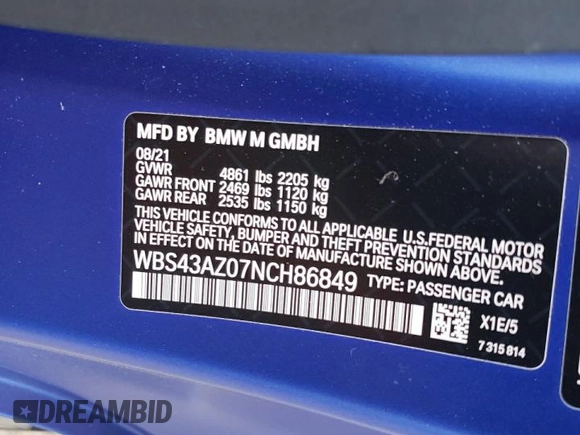 MFD BY BMW M GMBH
08/21
GVWR 4861 lbs 2205 kg
GAWR FRONT 2469 lbs 1120 kg
GAWR REAR 2535 lbs 1150 kg
THIS VEHICLE CONFORMS TO ALL APPLICABLE U.S.FEDERAL MOTOR
VEHICLE SAFETY, BUMPER AND THEFT PREVENTION STANDARDS
IN EFFECT ON THE DATE OF MANUFACTURE SHOWN ABOVE.
WBS43AZ07NCH86849 TYPE: PASSENGER CAR
X1E/5
7 315 814
DREAMBID